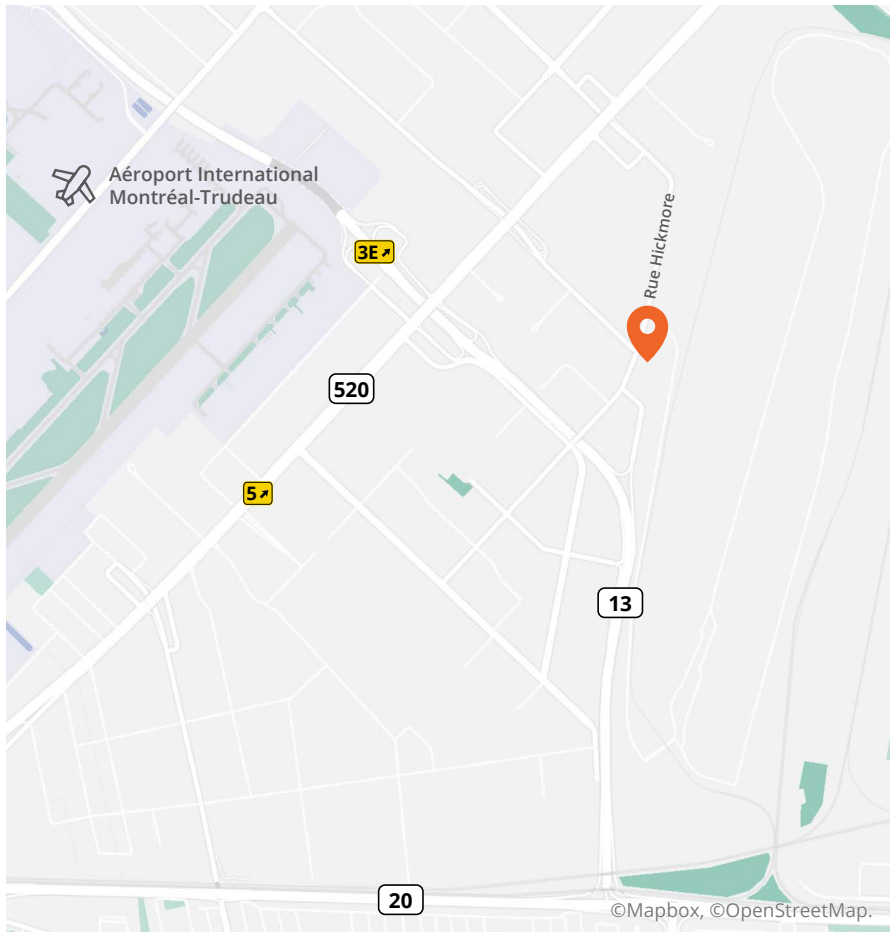 Aéroport International
Montréal-Trudeau
3E↗
Rue Hickmore
520
5↗
13
20
©Mapbox, ©OpenStreetMap.